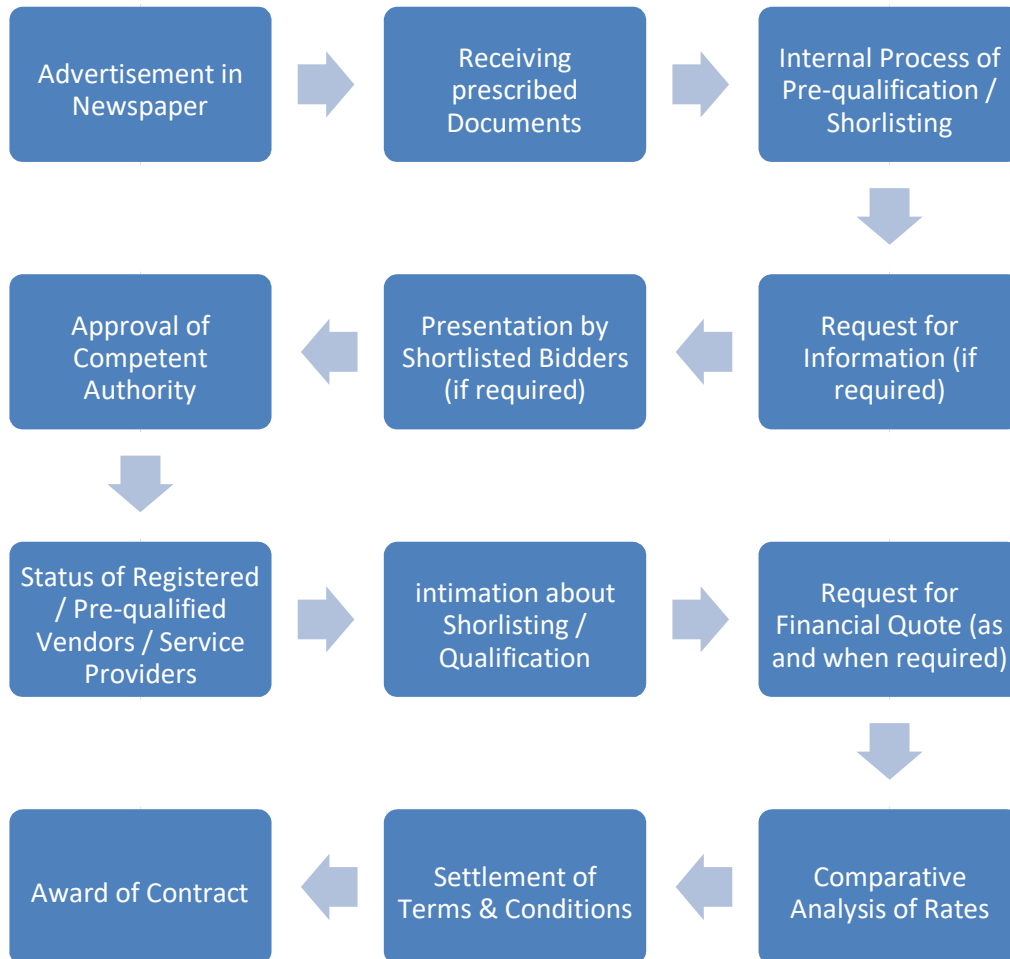 Advertisement in
Newspaper
Receiving
prescribed
Documents
Internal Process of
Pre-qualification /
Shorlisting
Request for
Information (if
required)
Presentation by
Shortlisted Bidders
(if required)
Approval of
Competent
Authority
Status of Registered
/ Pre-qualified
Vendors / Service
Providers
intimation about
Shorlisting /
Qualification
Request for
Financial Quote (as
and when required)
Comparative
Analysis of Rates
Settlement of
Terms & Conditions
Award of Contract